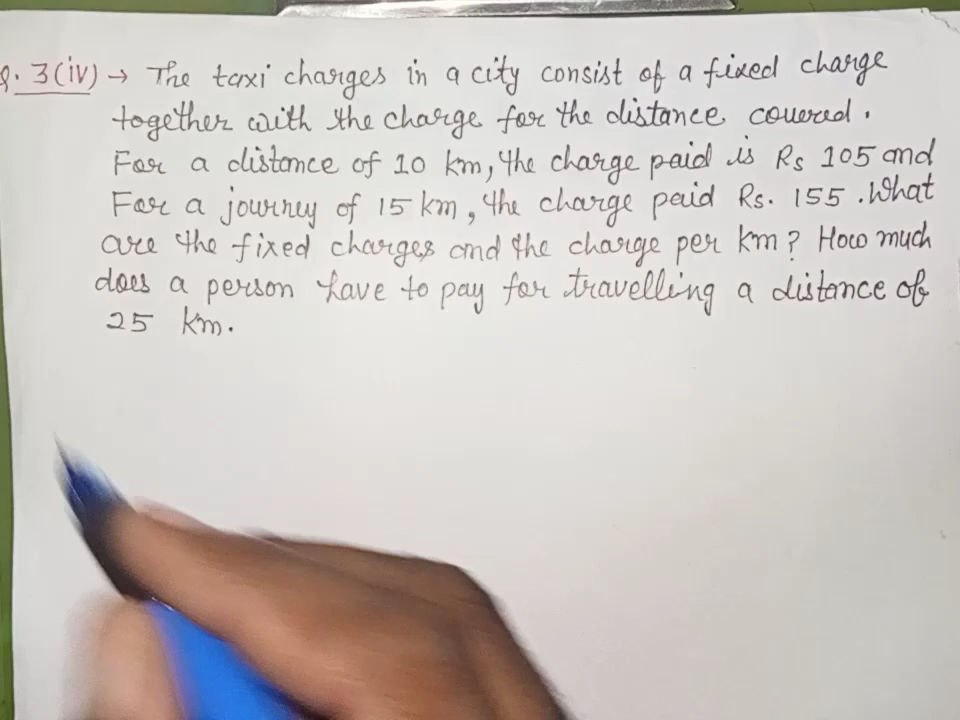 Q. 3(iv) → The taxi charges in a city consist of a fixed charge
together with the charge for the distance covered.
For a distance of 10 km, the charge paid is Rs 105 and
For a journey of 15 km, the charge paid Rs. 155. What
are the fixed charges and the charge per km? How much
does a person have to pay for travelling a distance of
25 km.